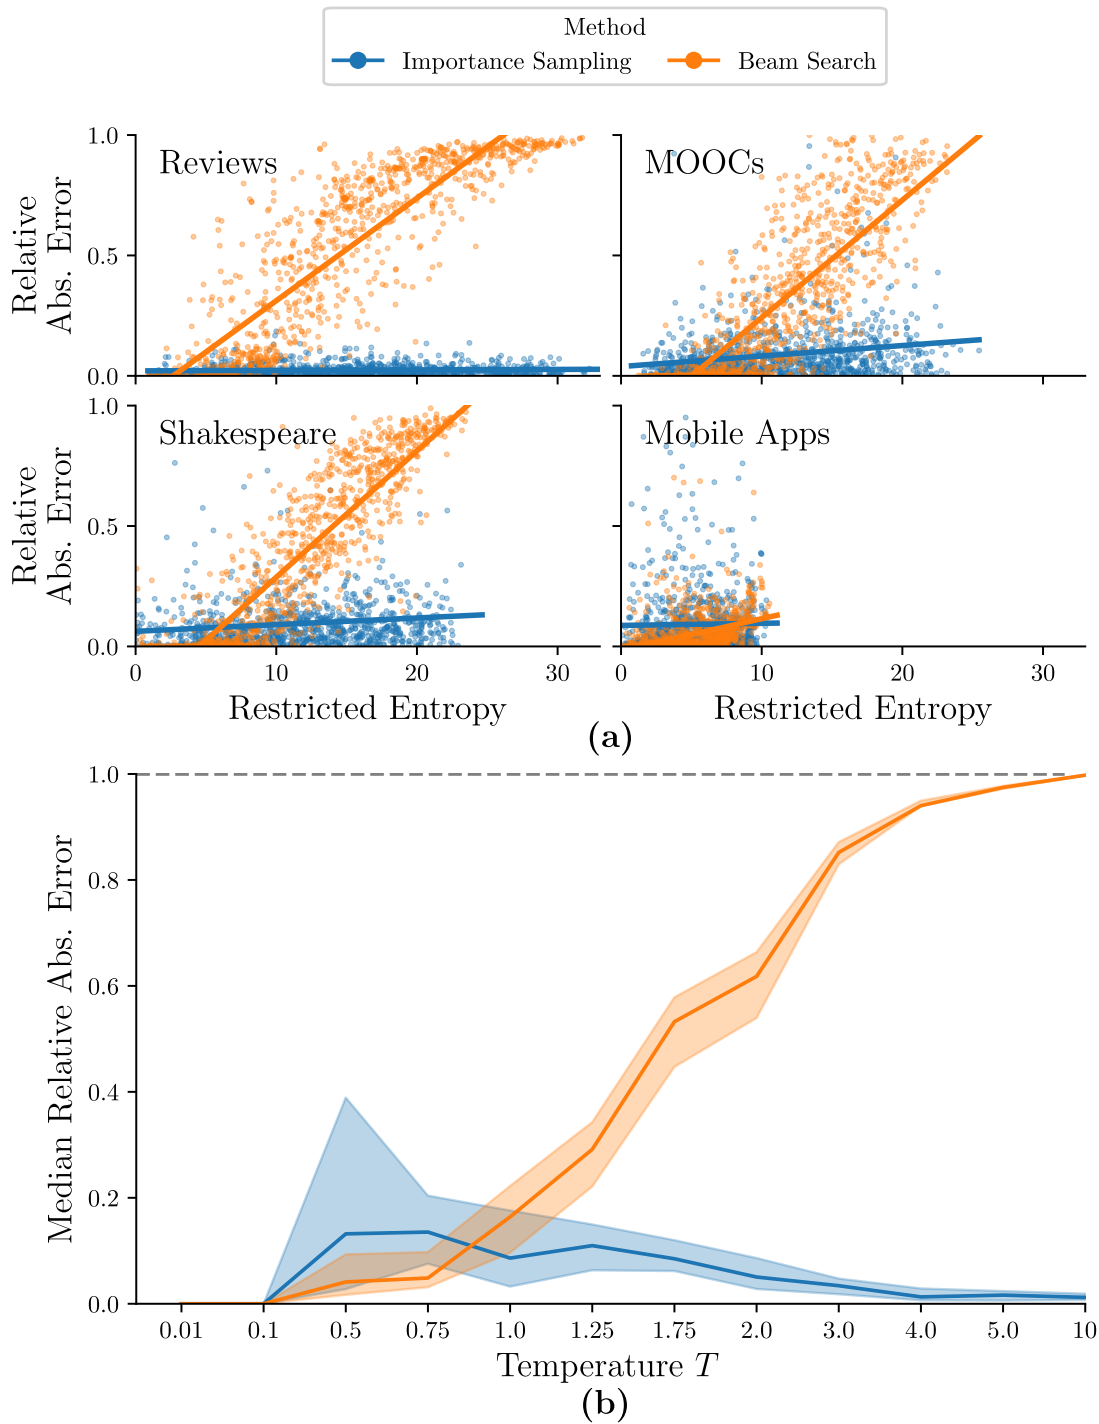 Method
Importance Sampling Beam Search
Relative
Abs. Error
1.0
0.5
0.0
Reviews
MOOCs
Relative
Abs. Error
1.0
0.5
0.0
Shakespeare
Mobile Apps
0 10 20 30
0 10 20 30
Restricted Entropy
Restricted Entropy
(a)
Median Relative Abs. Error
1.0
0.8
0.6
0.4
0.2
0.0
0.01 0.1 0.5 0.75 1.0 1.25 1.75 2.0 3.0 4.0 5.0 10
Temperature T
(b)